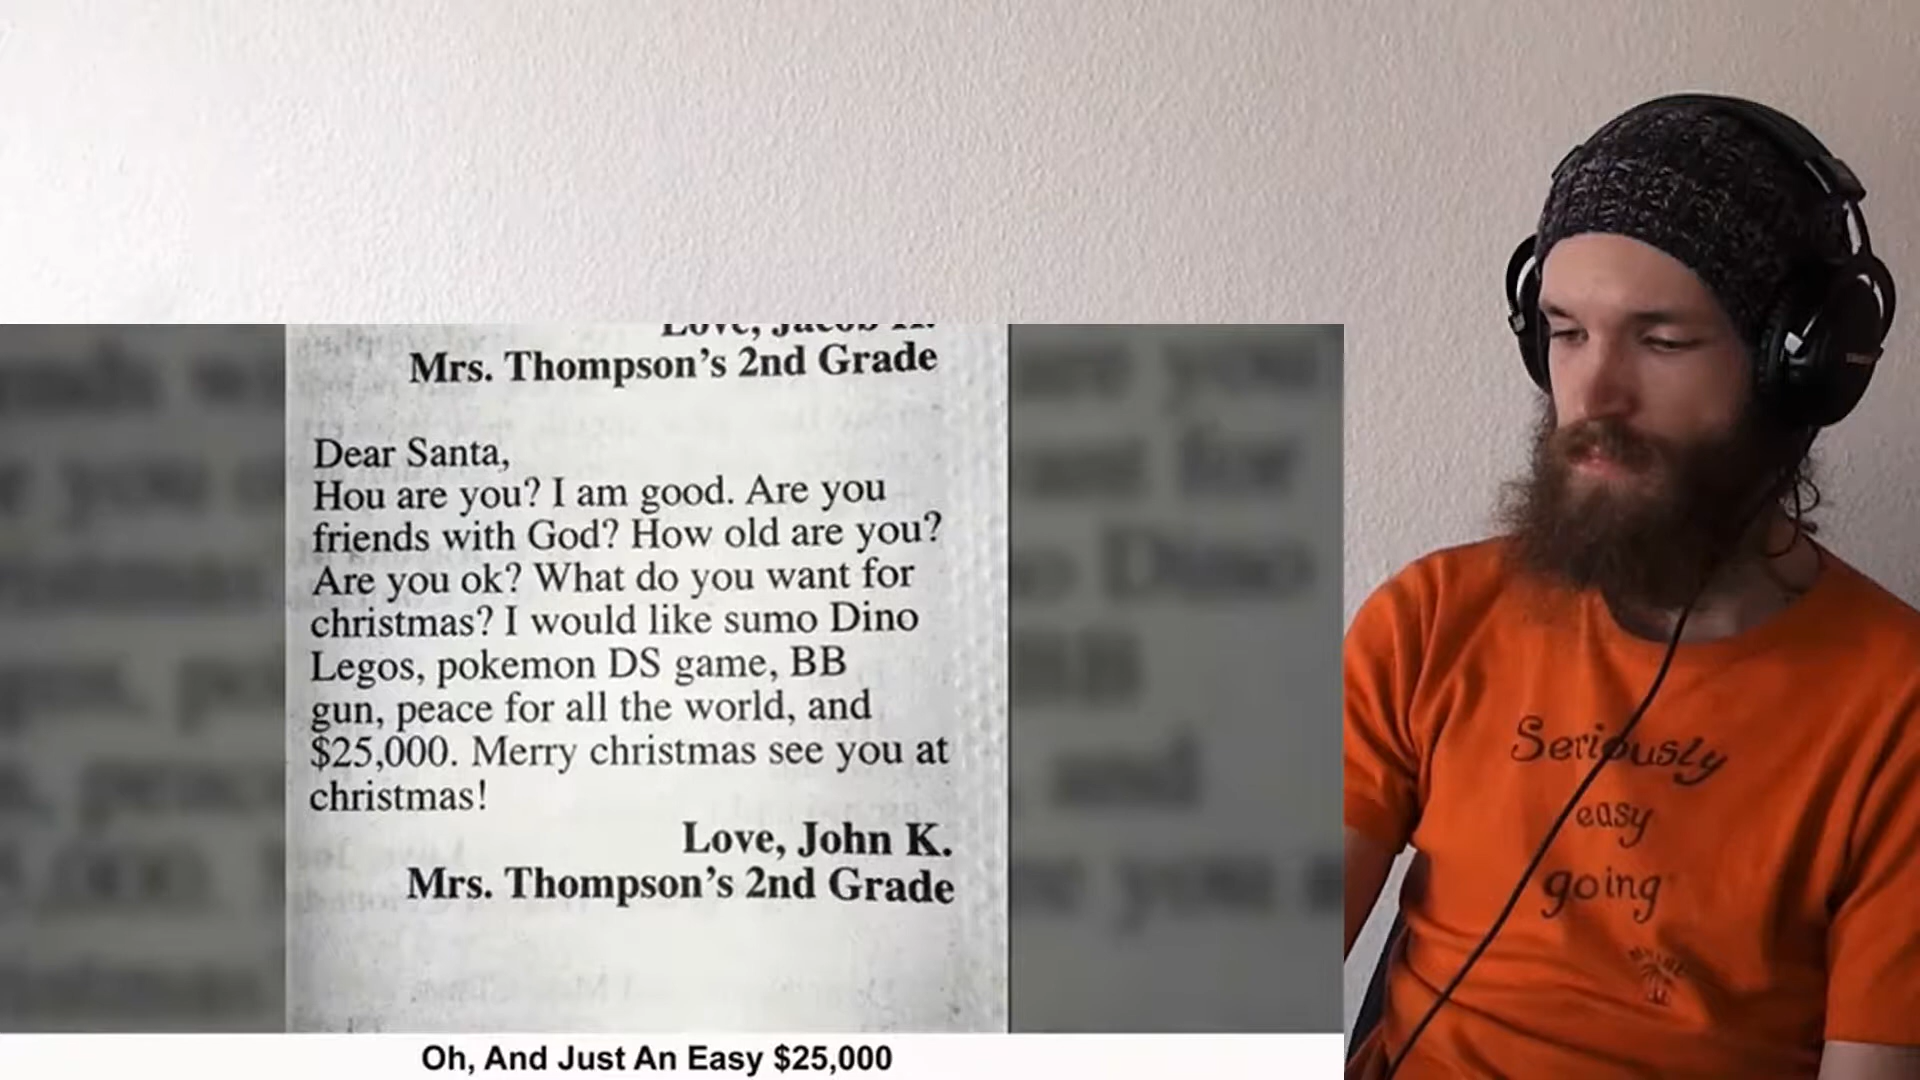 Mrs. Thompson's 2nd Grade
Dear Santa,
Hou are you? I am good. Are you
friends with God? How old are you?
Are you ok? What do you want for
christmas? I would like sumo Dino
Legos, pokemon DS game, BB
gun, peace for all the world, and
$25,000. Merry christmas see you at
christmas!
Love, John K.
Mrs. Thompson's 2nd Grade
Oh, And Just An Easy $25,000
Seriously
easy
going